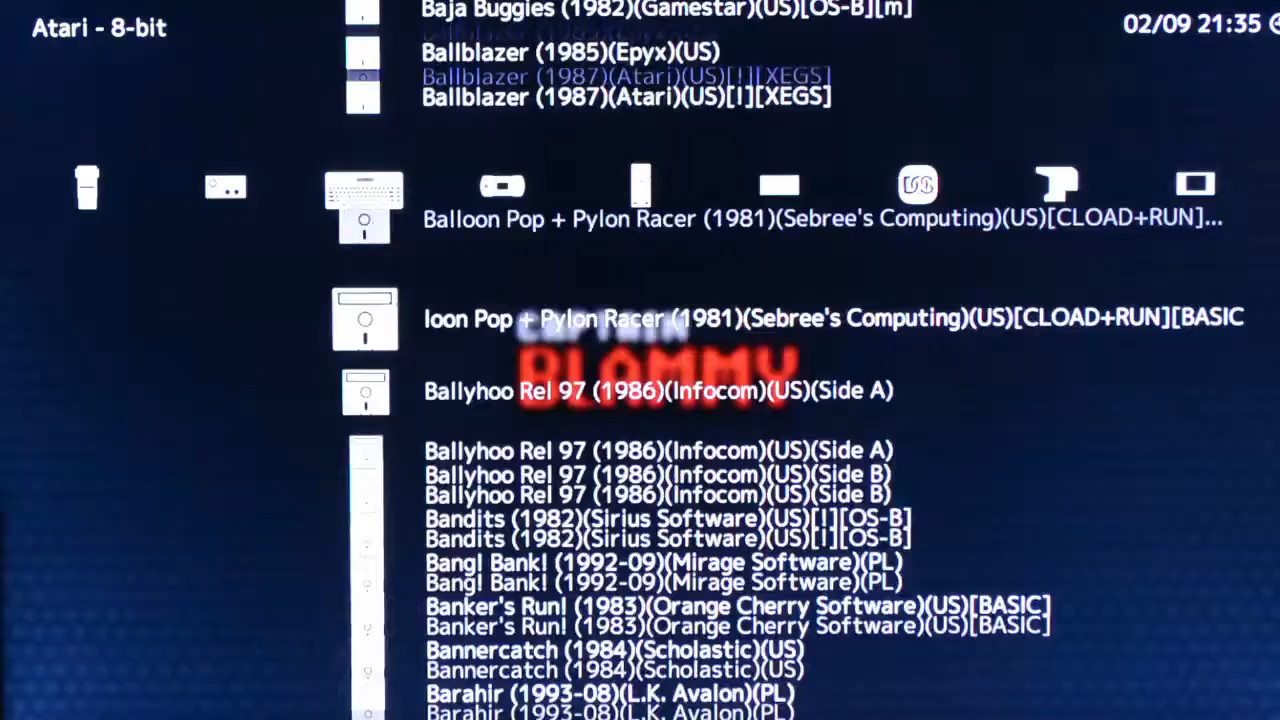 Atari - 8-bit
02/09 21:35
Baja Buggies (1982)(Gamestar)(US)[OS-B][m]
Ballblazer (1985)(Epyx)(US)
Ballblazer (1987)(Atari)(US)[!][XEGS]
Ballblazer (1987)(Atari)(US)[!][XEGS]
Balloon Pop + Pylon Racer (1981)(Sebree's Computing)(US)[CLOAD+RUN]...
loon Pop + Pylon Racer (1981)(Sebree's Computing)(US)[CLOAD+RUN][BASIC
CAPTAIN
BLAMMY
Ballyhoo Rel 97 (1986)(Infocom)(US)(Side A)
Ballyhoo Rel 97 (1986)(Infocom)(US)(Side A)
Ballyhoo Rel 97 (1986)(Infocom)(US)(Side B)
Ballyhoo Rel 97 (1986)(Infocom)(US)(Side B)
Bandits (1982)(Sirius Software)(US)[!][OS-B]
Bandits (1982)(Sirius Software)(US)[!][OS-B]
Bang! Bank! (1992-09)(Mirage Software)(PL)
Bang! Bank! (1992-09)(Mirage Software)(PL)
Banker's Run! (1983)(Orange Cherry Software)(US)[BASIC]
Banker's Run! (1983)(Orange Cherry Software)(US)[BASIC]
Bannercatch (1984)(Scholastic)(US)
Bannercatch (1984)(Scholastic)(US)
Barahir (1993-08)(L.K. Avalon)(PL)
Barahir (1993-08)(L.K. Avalon)(PL)